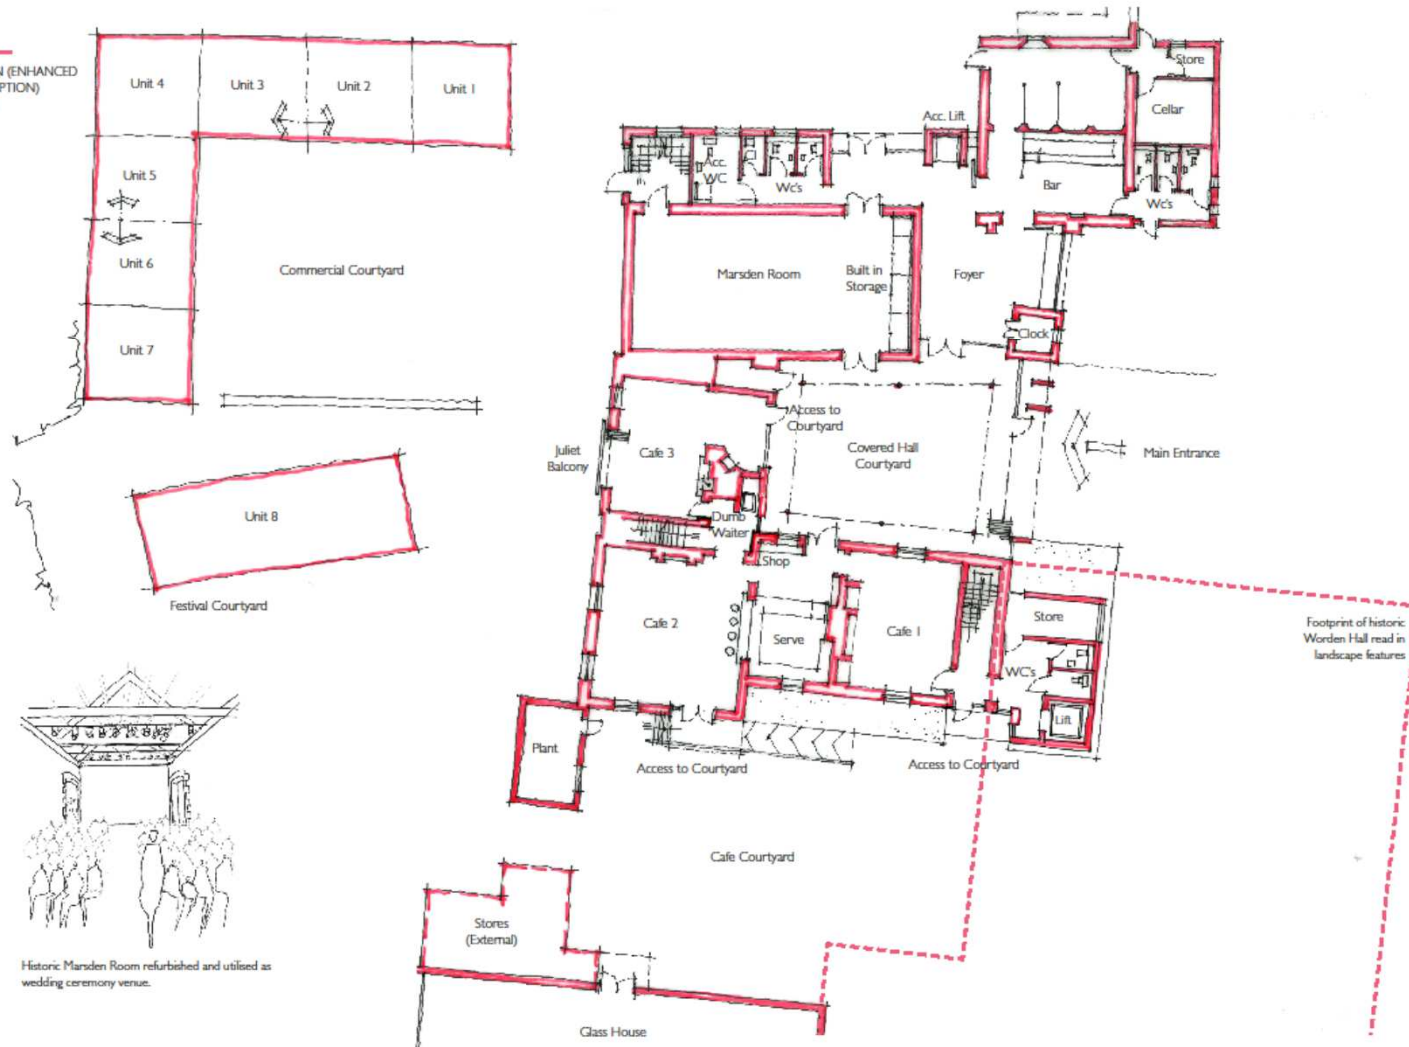 N (ENHANCED
PTION)
Unit 4
Unit 3
Unit 2
Unit 1
Unit 5
Unit 6
Unit 7
Commercial Courtyard
Unit 8
Festival Courtyard
Store
Cellar
Acc. Lift
Acc.
WC
Wc's
Bar
Wc's
Marsden Room
Built in
Storage
Foyer
Clock
Access to
Courtyard
Covered Hall
Courtyard
Main Entrance
Juliet
Balcony
Cafe 3
Dumb
Waiter
Shop
Cafe 2
Serve
Cafe 1
Store
WC's
Lift
Footprint of historic
Worden Hall read in
landscape features
Plant
Access to Courtyard
Access to Courtyard
Cafe Courtyard
Stores
(External)
Glass House
Historic Marsden Room refurbished and utilised as
wedding ceremony venue.